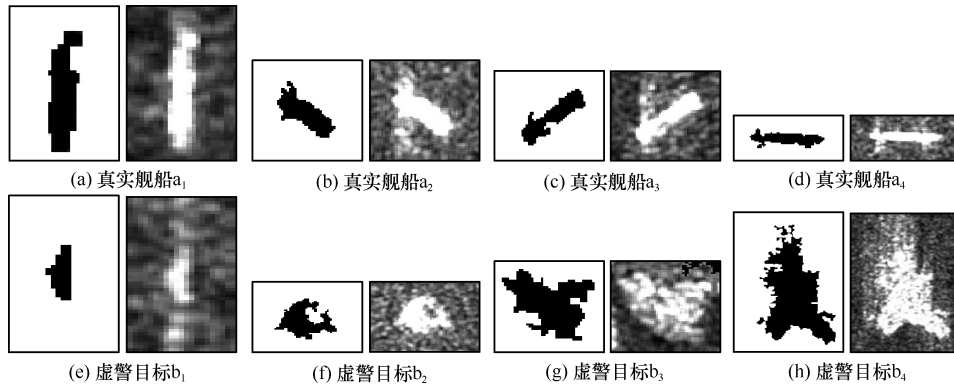 (a) 真实舰船a₁
(b) 真实舰船a₂
(c) 真实舰船a₃
(d) 真实舰船a₄
(e) 虚警目标b₁
(f) 虚警目标b₂
(g) 虚警目标b₃
(h) 虚警目标b₄